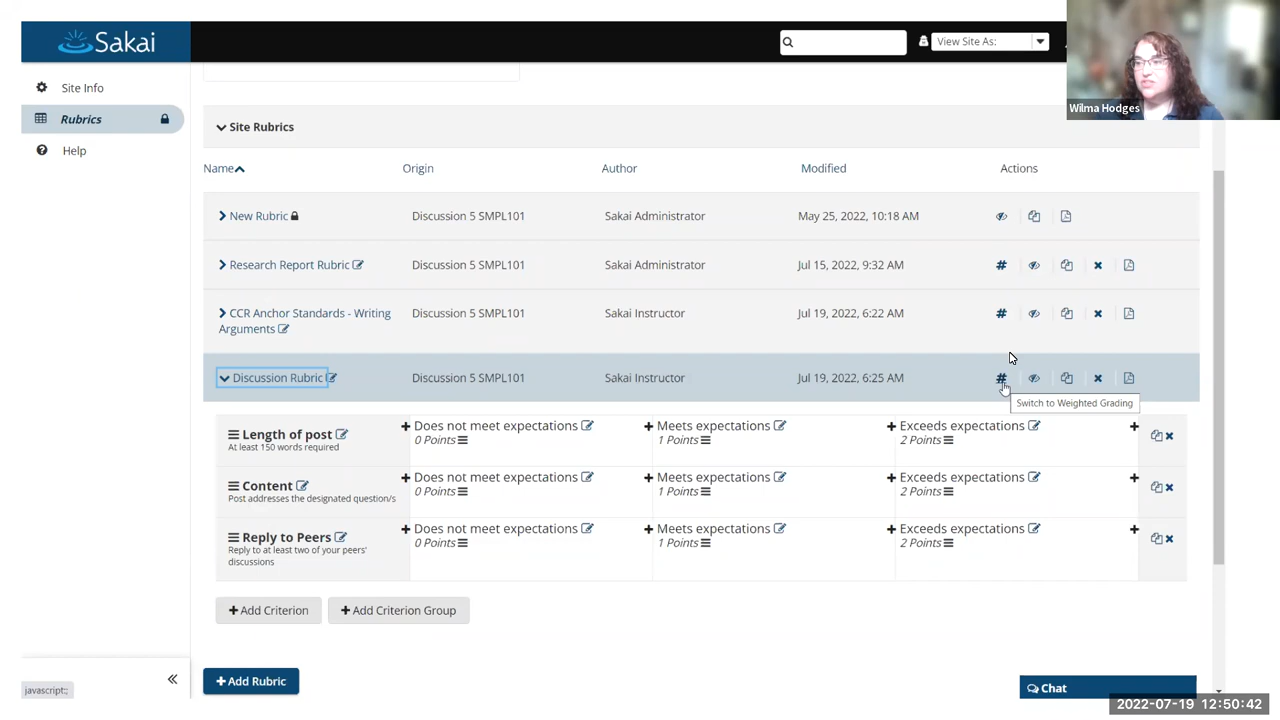 Sakai
View Site As:
Wilma Hodges
Site Info
Rubrics
Help
Site Rubrics
Name Origin Author Modified Actions
New Rubric Discussion 5 SMPL101 Sakai Administrator May 25, 2022, 10:18 AM
Research Report Rubric Discussion 5 SMPL101 Sakai Administrator Jul 15, 2022, 9:32 AM #
CCR Anchor Standards - Writing
Arguments
Discussion 5 SMPL101 Sakai Instructor Jul 19, 2022, 6:22 AM #
Discussion Rubric Discussion 5 SMPL101 Sakai Instructor Jul 19, 2022, 6:25 AM #
Switch to Weighted Grading
Length of post
At least 150 words required
Does not meet expectations
0 Points
Meets expectations
1 Points
Exceeds expectations
2 Points
Content
Post addresses the designated question/s
Does not meet expectations
0 Points
Meets expectations
1 Points
Exceeds expectations
2 Points
Reply to Peers
Reply to at least two of your peers'
discussions
Does not meet expectations
0 Points
Meets expectations
1 Points
Exceeds expectations
2 Points
+ Add Criterion
+ Add Criterion Group
+ Add Rubric
javascript:;
Chat
2022-07-19 12:50:42